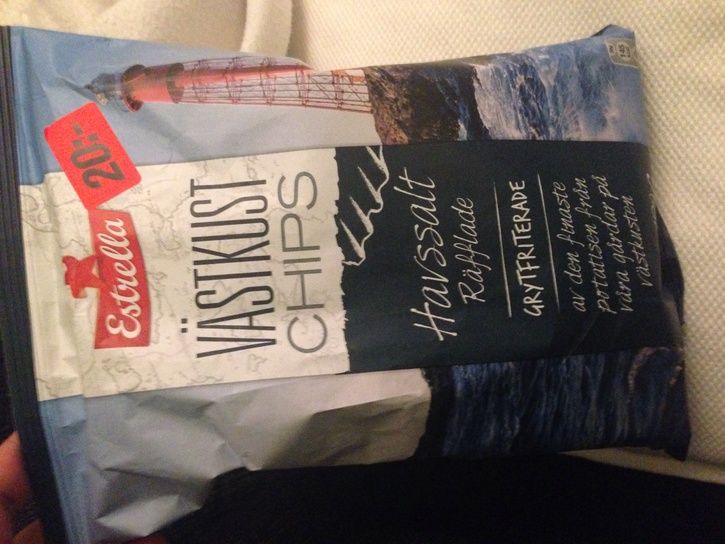 20:-
Estrella
VÄSTKUST
CHIPS
Havssalt
Räfflade
GRYTFRITERADE
av den finaste
potatisen från
våra gårdar på
västkusten